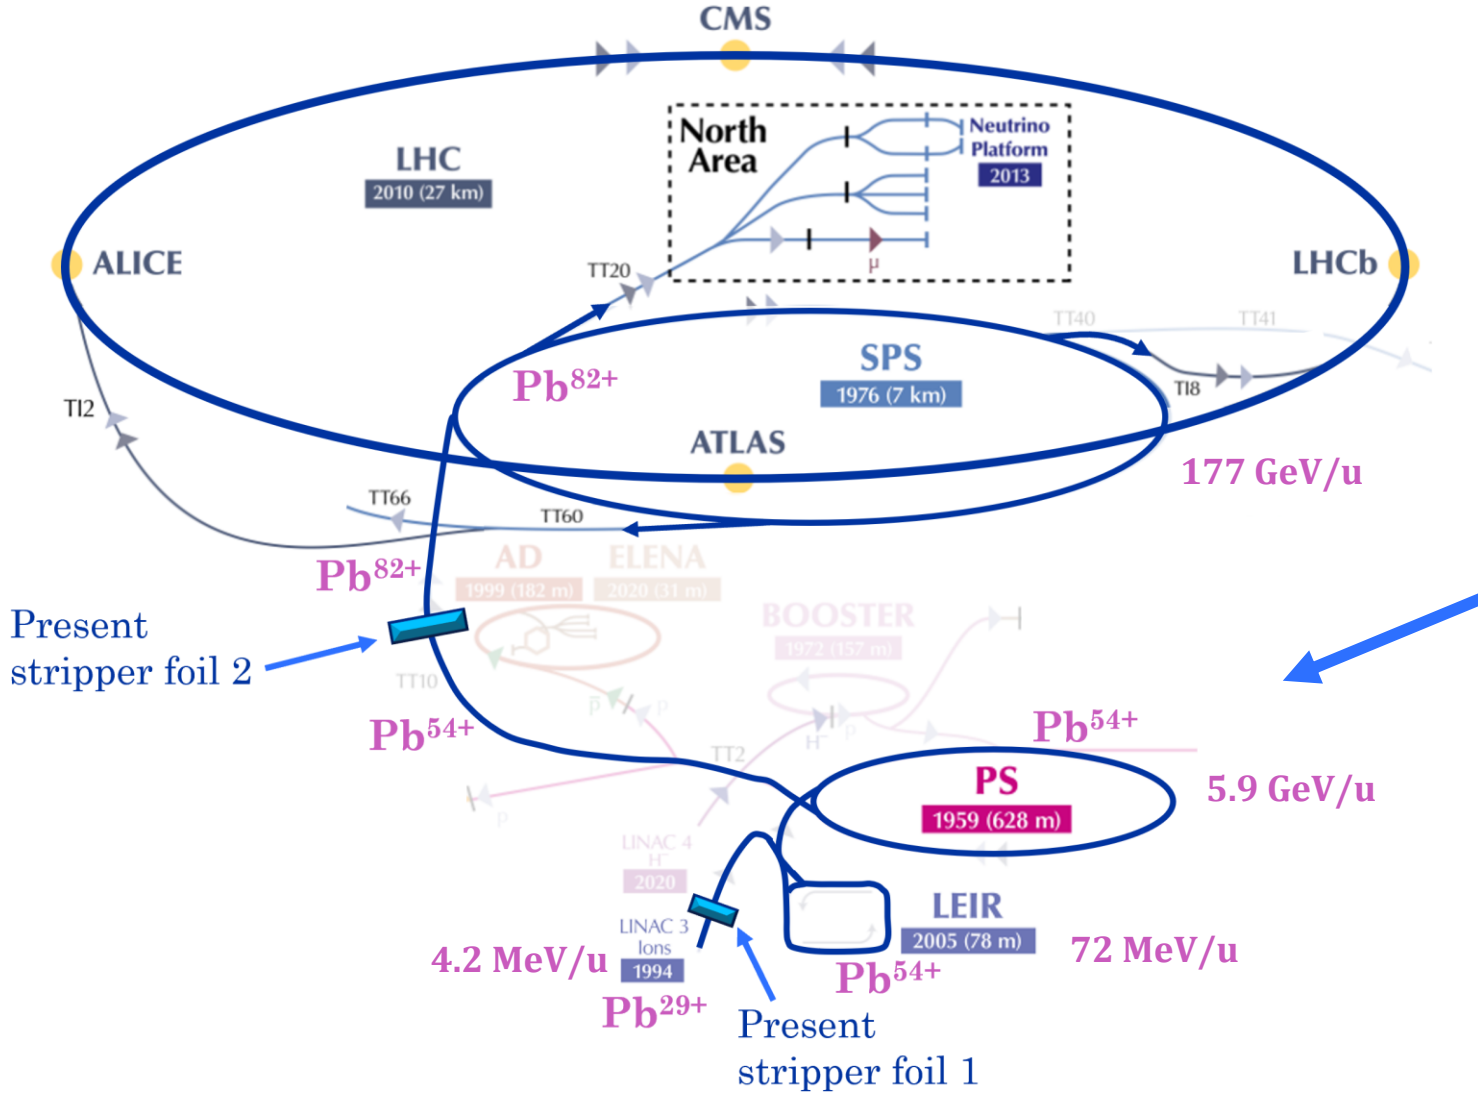 CMS
North
Area
Neutrino
Platform
2013
LHC
2010 (27 km)
μ
ALICE
LHCb
TT20
TT40
TT41
SPS
1976 (7 km)
Pb82+
TI8
TI2
ATLAS
177 GeV/u
TT66
TT60
AD
1999 (182 m)
ELENA
2020 (31 m)
Pb82+
BOOSTER
1972 (157 m)
Present
stripper foil 2
TT10
p̅
p
H⁻
p
Pb54+
Pb54+
TT2
PS
1959 (628 m)
5.9 GeV/u
p
LINAC 4
H⁻
2020
LINAC 3
Ions
1994
4.2 MeV/u
Pb29+
LEIR
2005 (78 m)
72 MeV/u
Pb54+
Present
stripper foil 1